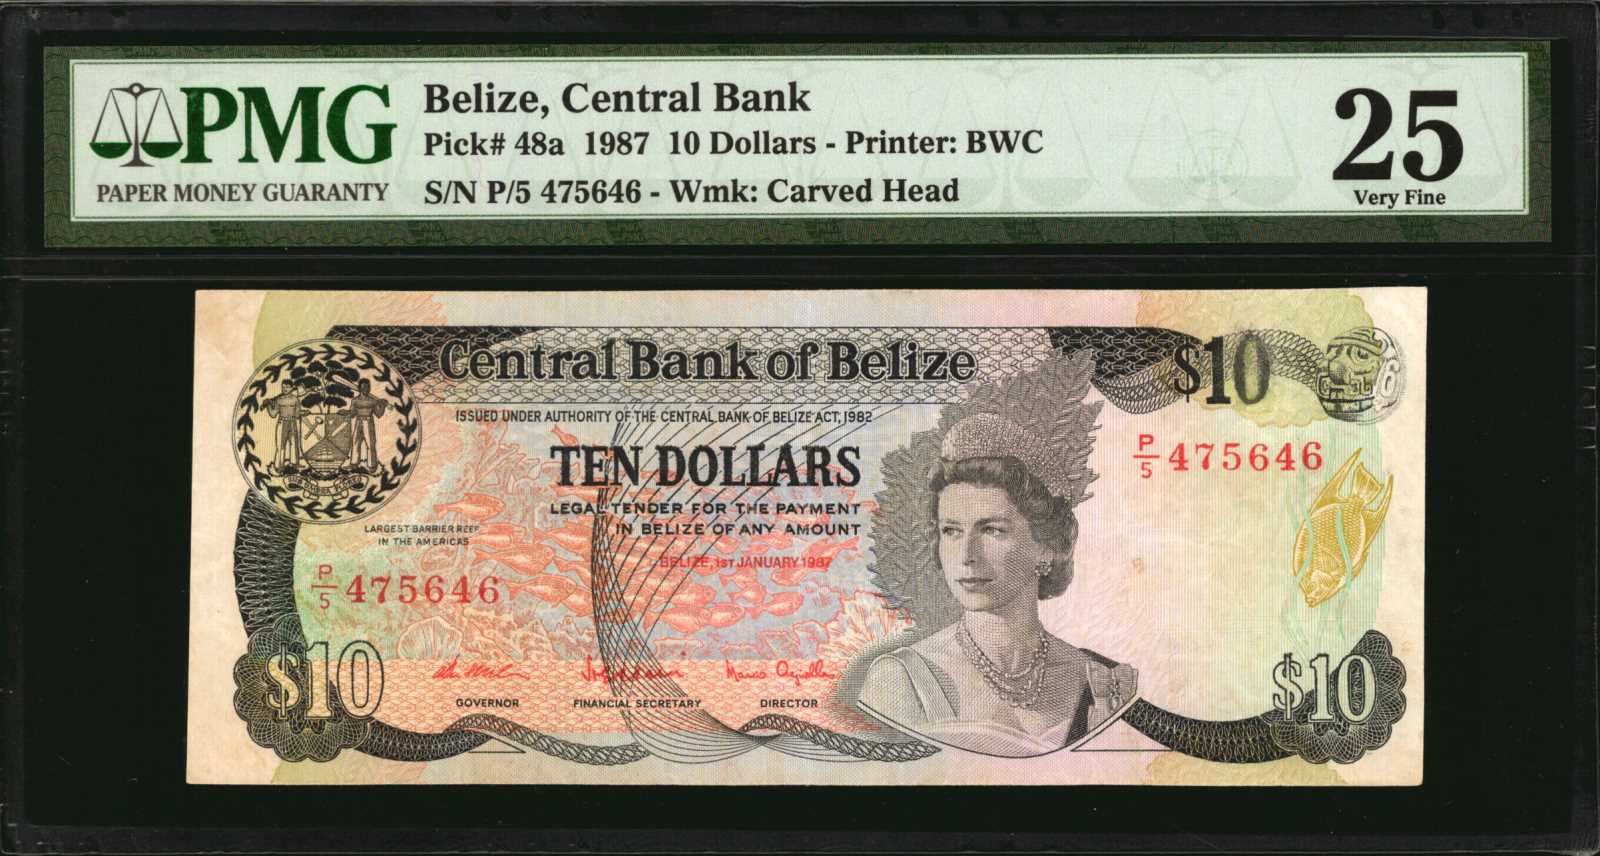 PMG
PAPER MONEY GUARANTY
Belize, Central Bank
Pick# 48a 1987 10 Dollars - Printer: BWC
S/N P/5 475646 - Wmk: Carved Head
25
Very Fine
Central Bank of Belize
$10
6
ISSUED UNDER AUTHORITY OF THE CENTRAL BANK OF BELIZE ACT, 1982
P/5 475646
TEN DOLLARS
LEGAL TENDER FOR THE PAYMENT
IN BELIZE OF ANY AMOUNT
LARGEST BARRIER REEF
IN THE AMERICAS
BELIZE, 1ST JANUARY 1987
P/5 475646
$10
GOVERNOR
FINANCIAL SECRETARY
DIRECTOR
$10